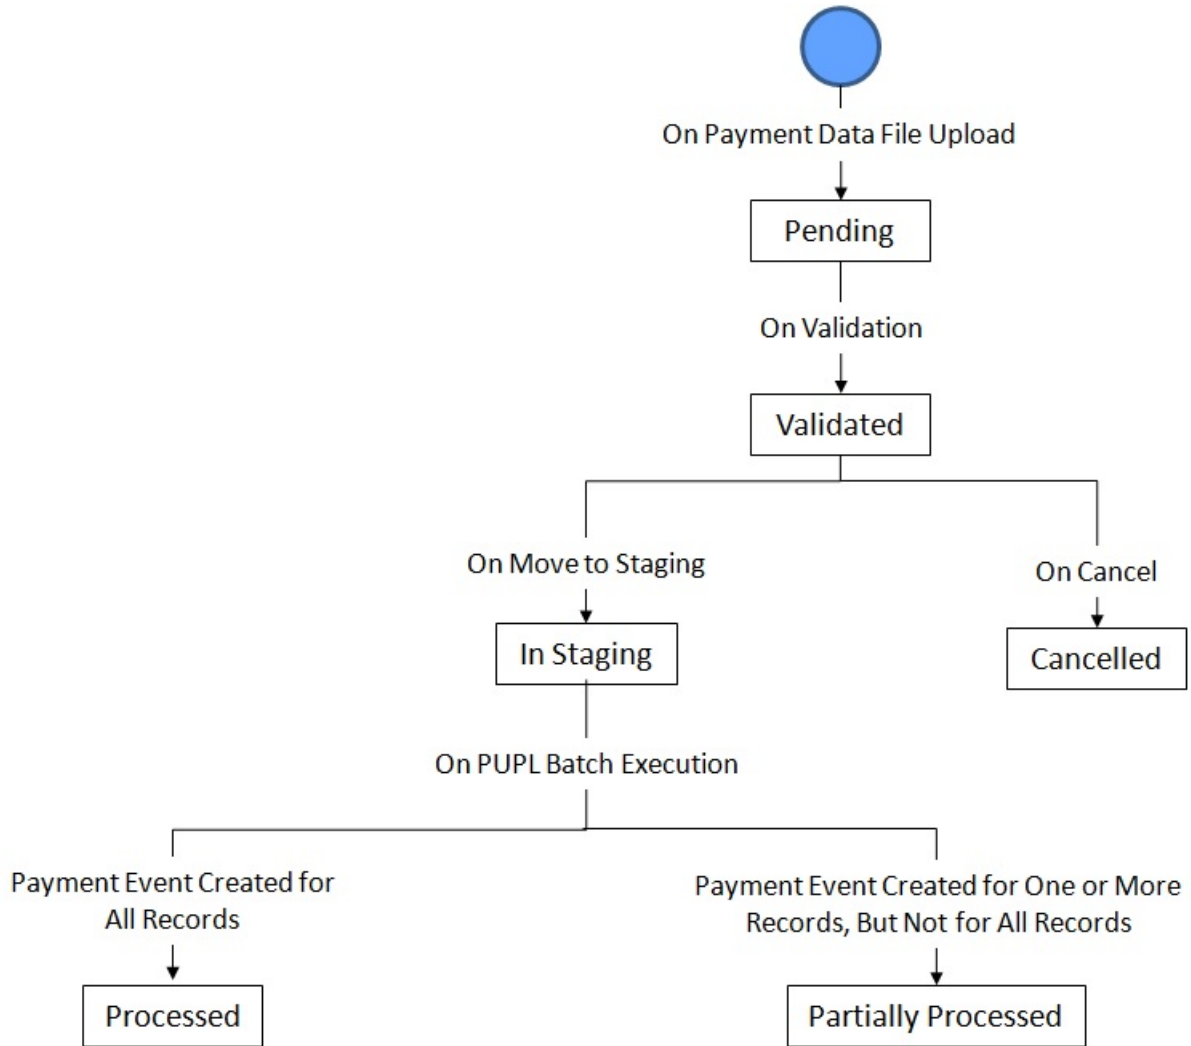 On Payment Data File Upload
Pending
On Validation
Validated
On Move to Staging
On Cancel
In Staging
Cancelled
On PUPL Batch Execution
Payment Event Created for
All Records
Payment Event Created for One or More
Records, But Not for All Records
Processed
Partially Processed